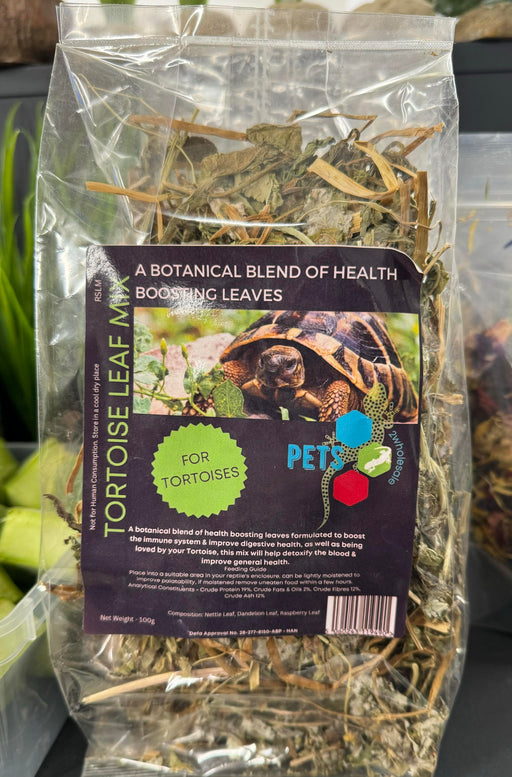 A BOTANICAL BLEND OF HEALTH
BOOSTING LEAVES
RSLM
TORTOISE LEAF MIX
Not for Human Consumption. Store in a cool dry place
FOR
TORTOISES
PETS
wholesale
A botanical blend of health boosting leaves formulated to boost
the immune system & improve digestive health, as well as being
loved by your Tortoise, this mix will help detoxify the blood &
improve general health.
Feeding Guide
Place into a suitable area in your reptile's enclosure, can be lightly moistened to
improve palatability, if moistened remove uneaten food within a few hours.
Analytical Constituents - Crude Protein 19%, Crude Fats & Oils 2%, Crude Fibres 12%,
Crude Ash 12%
Composition: Nettle Leaf, Dandelion Leaf, Raspberry Leaf
Net Weight - 100g
Defa Approval No.